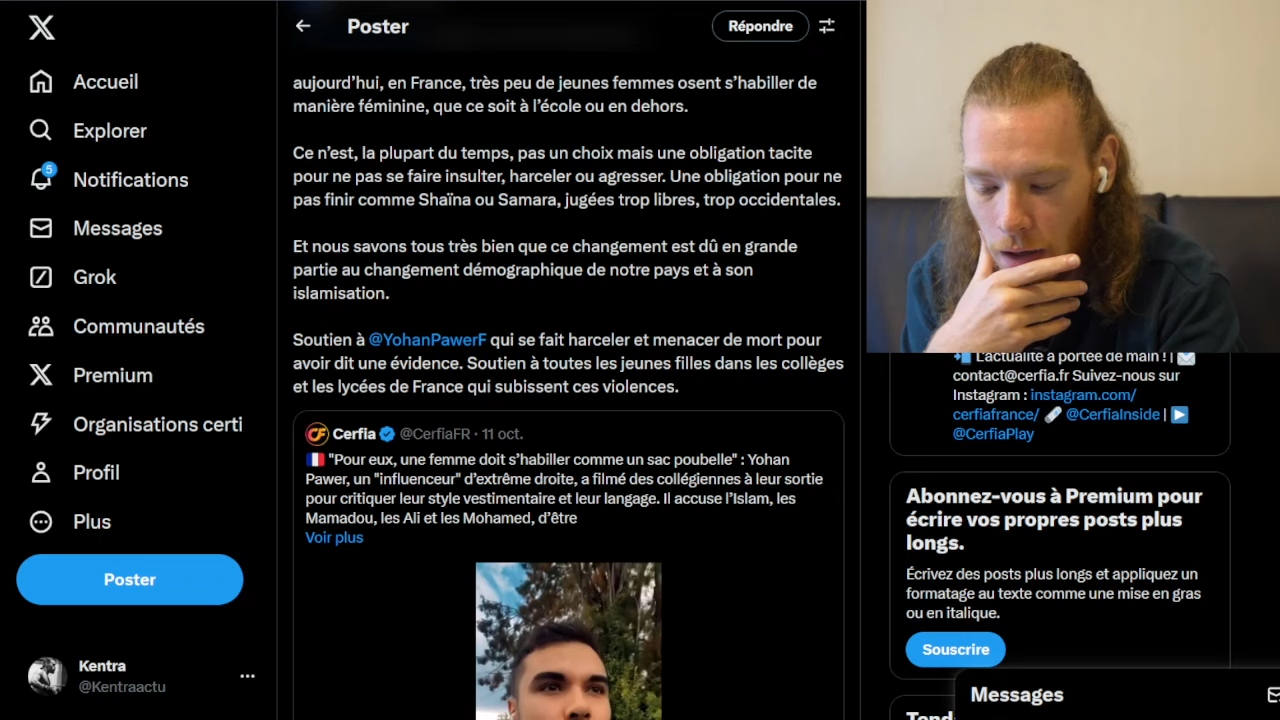 Accueil
Explorer
5
Notifications
Messages
Grok
Communautés
Premium
Organisations certi
Profil
Plus
Poster
Kentra
@Kentraactu
Poster
Répondre
aujourd'hui, en France, très peu de jeunes femmes osent s'habiller de
manière féminine, que ce soit à l'école ou en dehors.
Ce n'est, la plupart du temps, pas un choix mais une obligation tacite
pour ne pas se faire insulter, harceler ou agresser. Une obligation pour ne
pas finir comme Shaïna ou Samara, jugées trop libres, trop occidentales.
Et nous savons tous très bien que ce changement est dû en grande
partie au changement démographique de notre pays et à son
islamisation.
Soutien à @YohanPawerF qui se fait harceler et menacer de mort pour
avoir dit une évidence. Soutien à toutes les jeunes filles dans les collèges
et les lycées de France qui subissent ces violences.
Cerfia @CerfiaFR · 11 oct.
🇫🇷 "Pour eux, une femme doit s'habiller comme un sac poubelle" : Yohan
Pawer, un "influenceur" d'extrême droite, a filmé des collégiennes à leur sortie
pour critiquer leur style vestimentaire et leur langage. Il accuse l'Islam, les
Mamadou, les Ali et les Mohamed, d'être
Voir plus
📲 L'actualité à portée de main ! | ✉️
contact@cerfia.fr Suivez-nous sur
Instagram : instagram.com/
cerfiafrance/ 🗞️ @CerfiaInside | ▶️
@CerfiaPlay
Abonnez-vous à Premium pour
écrire vos propres posts plus
longs.
Écrivez des posts plus longs et appliquez un
formatage au texte comme une mise en gras
ou en italique.
Souscrire
Messages